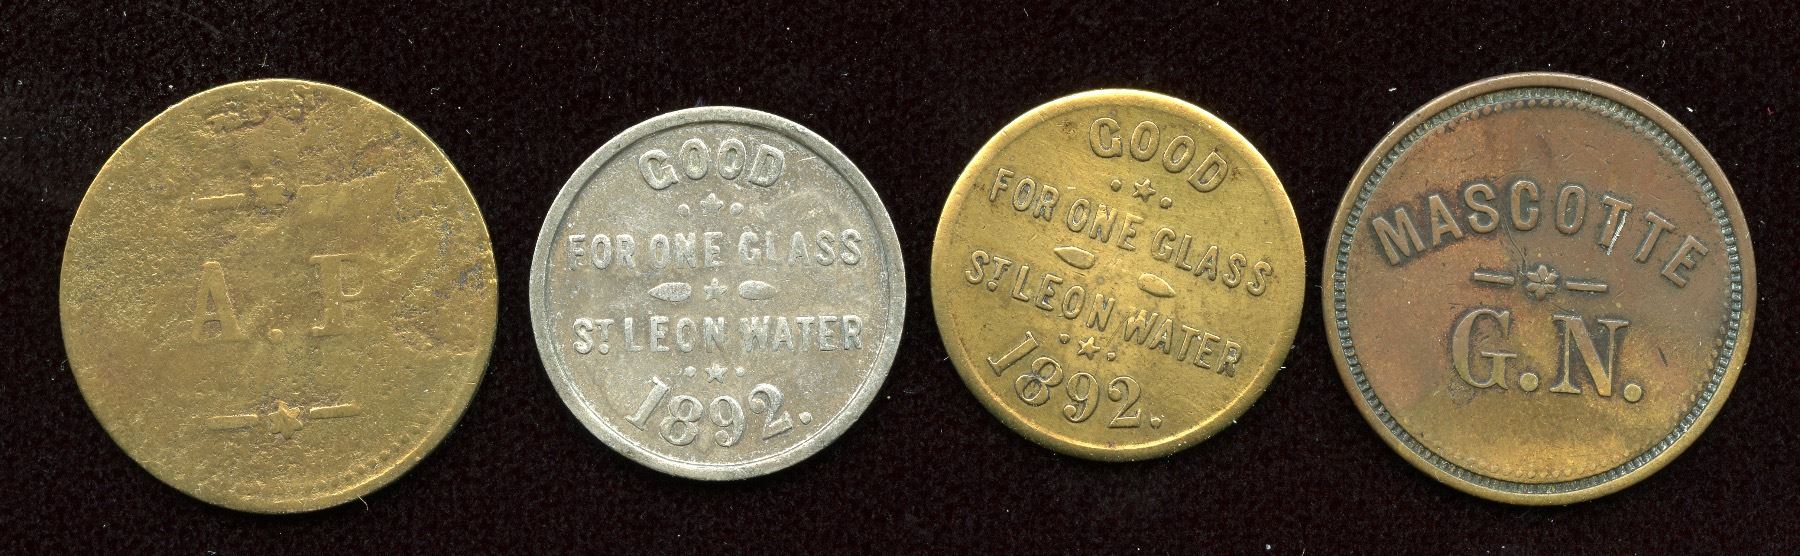 A.P
GOOD
FOR ONE GLASS
ST. LEON WATER
1892.
GOOD
FOR ONE GLASS
ST. LEON WATER
1892.
MASCOTTE
G.N.